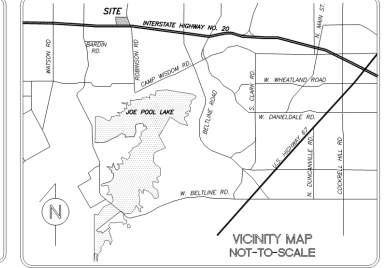 SITE
INTERSTATE HIGHWAY NO. 20
N. MAIN ST.
WATSON RD
BARDIN
RD.
ROBINSON RD
CAMP WISDOM RD.
BELTLINE ROAD
S. CLARK RD.
W. WHEATLAND ROAD
JOE POOL LAKE
W. DANIELDALE RD.
U.S. HIGHWAY 67
N. DUNCANVILLE RD.
COCKRELL HILL RD
W. BELTLINE RD.
N
VICINITY MAP
NOT-TO-SCALE